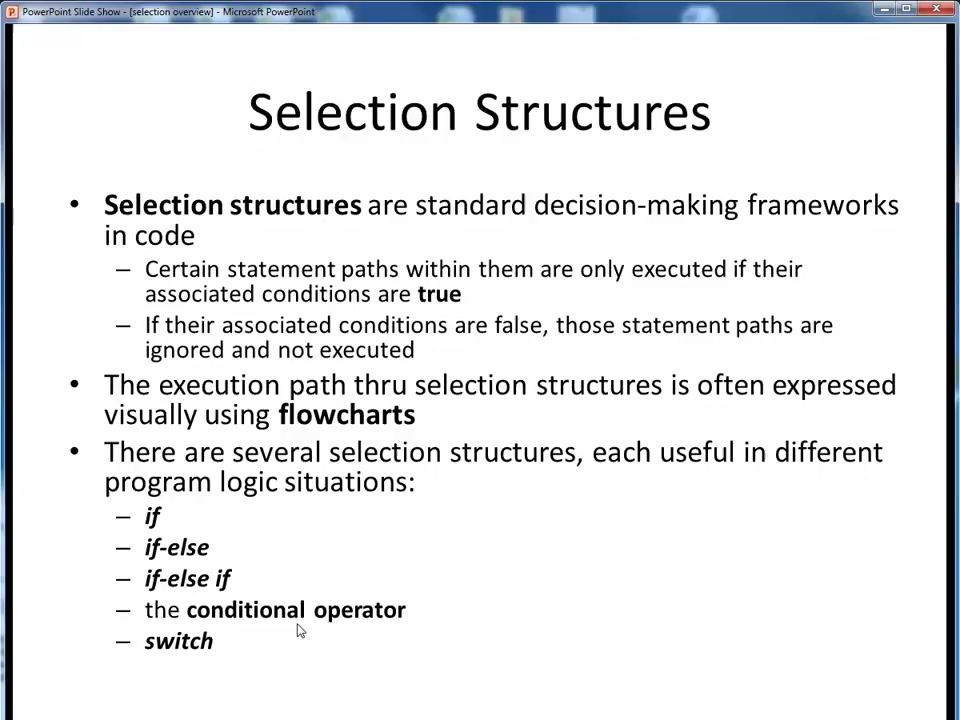 PowerPoint Slide Show - [selection overview] - Microsoft PowerPoint
Selection Structures
• Selection structures are standard decision-making frameworks
in code
– Certain statement paths within them are only executed if their
associated conditions are true
– If their associated conditions are false, those statement paths are
ignored and not executed
• The execution path thru selection structures is often expressed
visually using flowcharts
• There are several selection structures, each useful in different
program logic situations:
– if
– if-else
– if-else if
– the conditional operator
– switch